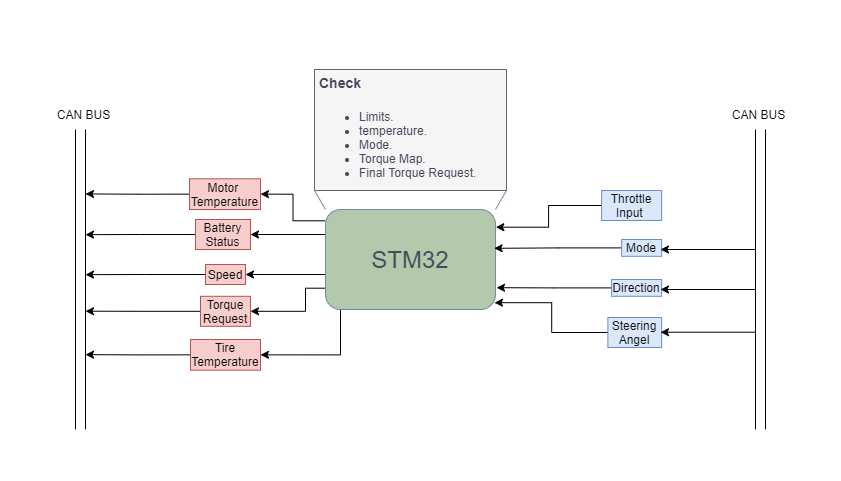 Check
Limits.
temperature.
Mode.
Torque Map.
Final Torque Request.
CAN BUS
CAN BUS
Motor
Temperature
Battery
Status
Speed
Torque
Request
Tire
Temperature
STM32
Throttle
Input
Mode
Direction
Steering
Angel